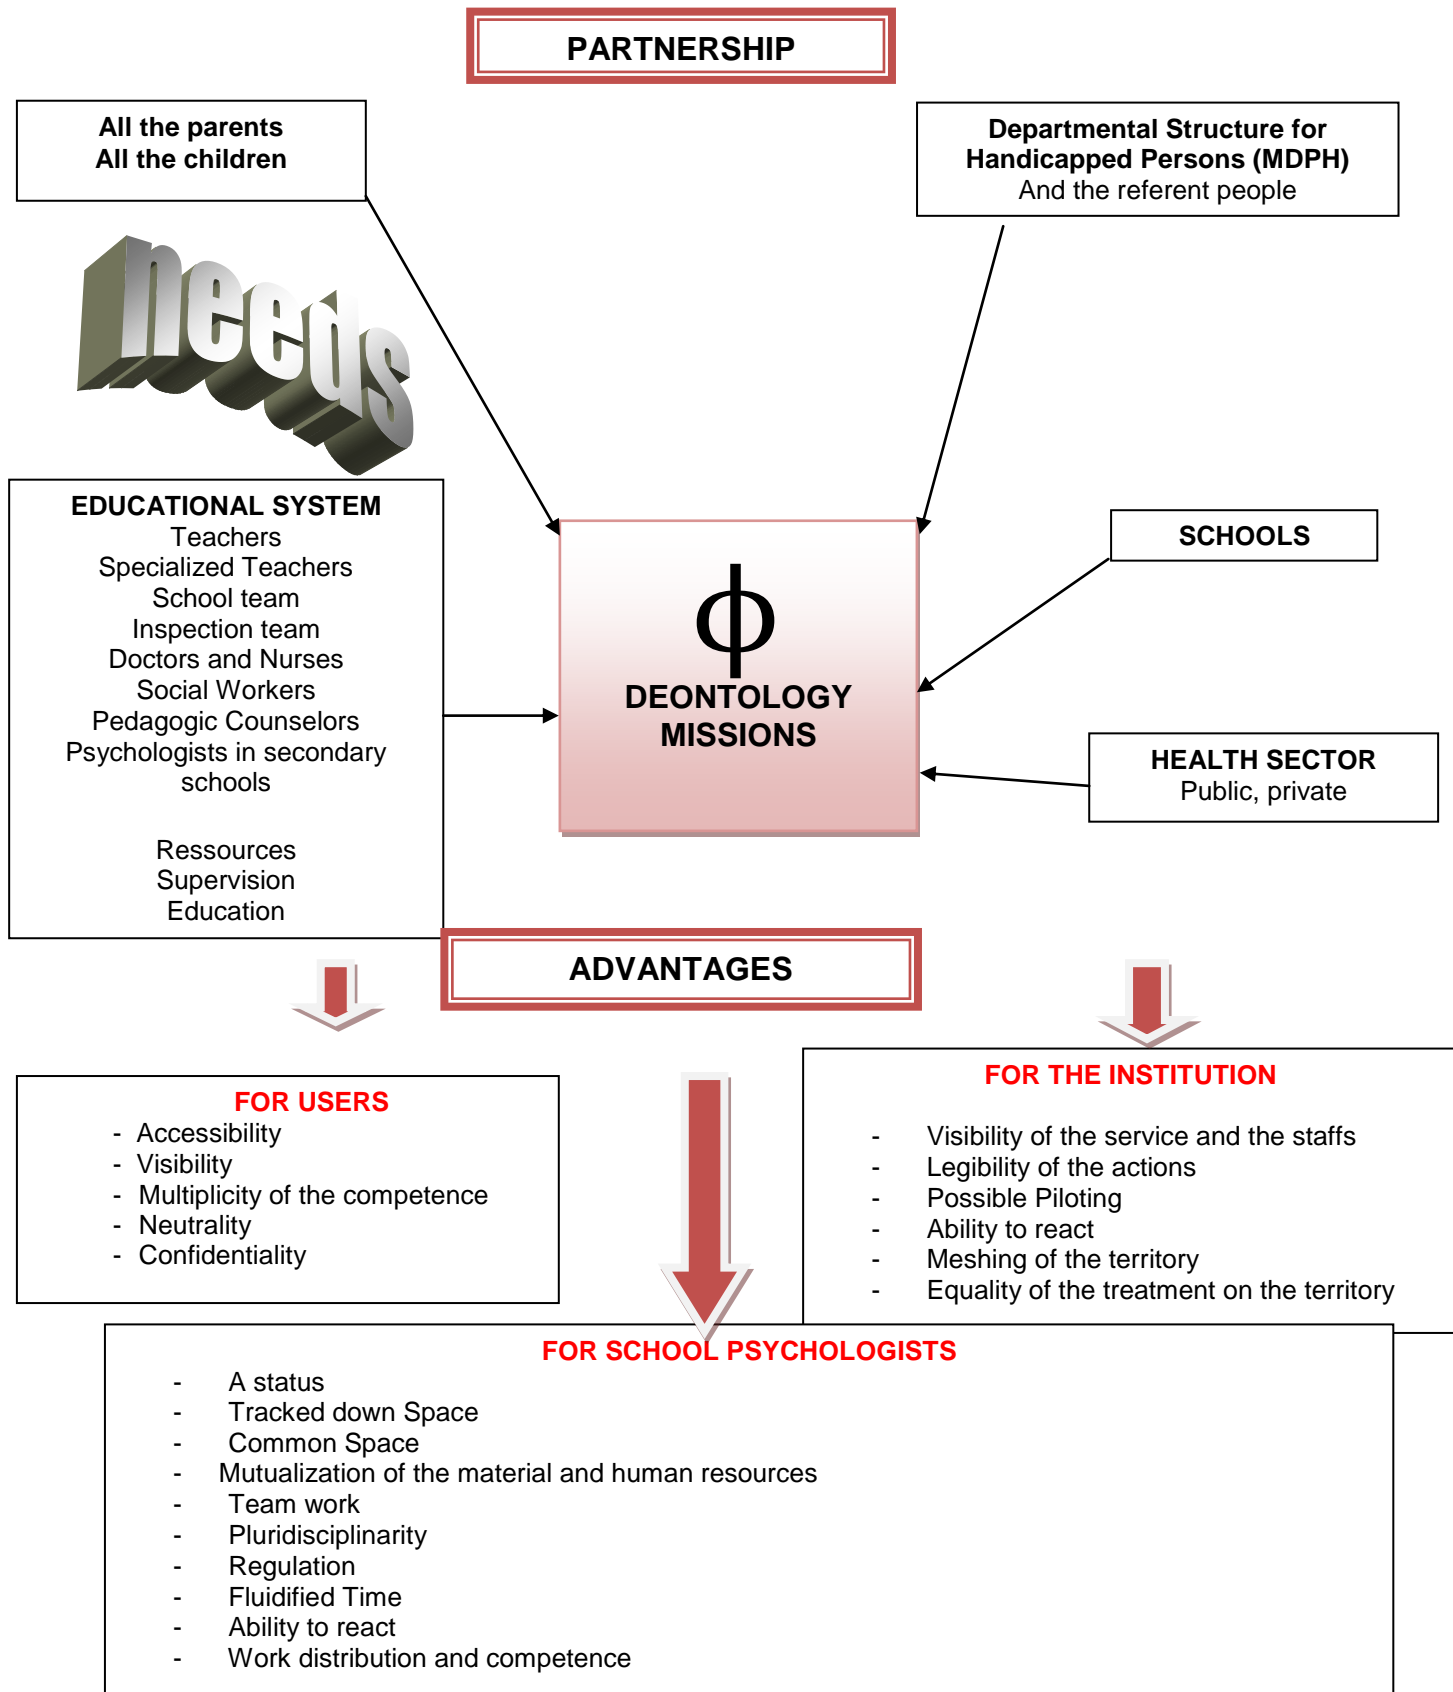 PARTNERSHIP
All the parents
All the children
Departmental Structure for
Handicapped Persons (MDPH)
And the referent people
needs
EDUCATIONAL SYSTEM
Teachers
Specialized Teachers
School team
Inspection team
Doctors and Nurses
Social Workers
Pedagogic Counselors
Psychologists in secondary
schools
Ressources
Supervision
Education
ϕ
DEONTOLOGY
MISSIONS
SCHOOLS
HEALTH SECTOR
Public, private
ADVANTAGES
FOR USERS
- Accessibility
- Visibility
- Multiplicity of the competence
- Neutrality
- Confidentiality
FOR THE INSTITUTION
- Visibility of the service and the staffs
- Legibility of the actions
- Possible Piloting
- Ability to react
- Meshing of the territory
- Equality of the treatment on the territory
FOR SCHOOL PSYCHOLOGISTS
- A status
- Tracked down Space
- Common Space
- Mutualization of the material and human resources
- Team work
- Pluridisciplinarity
- Regulation
- Fluidified Time
- Ability to react
- Work distribution and competence